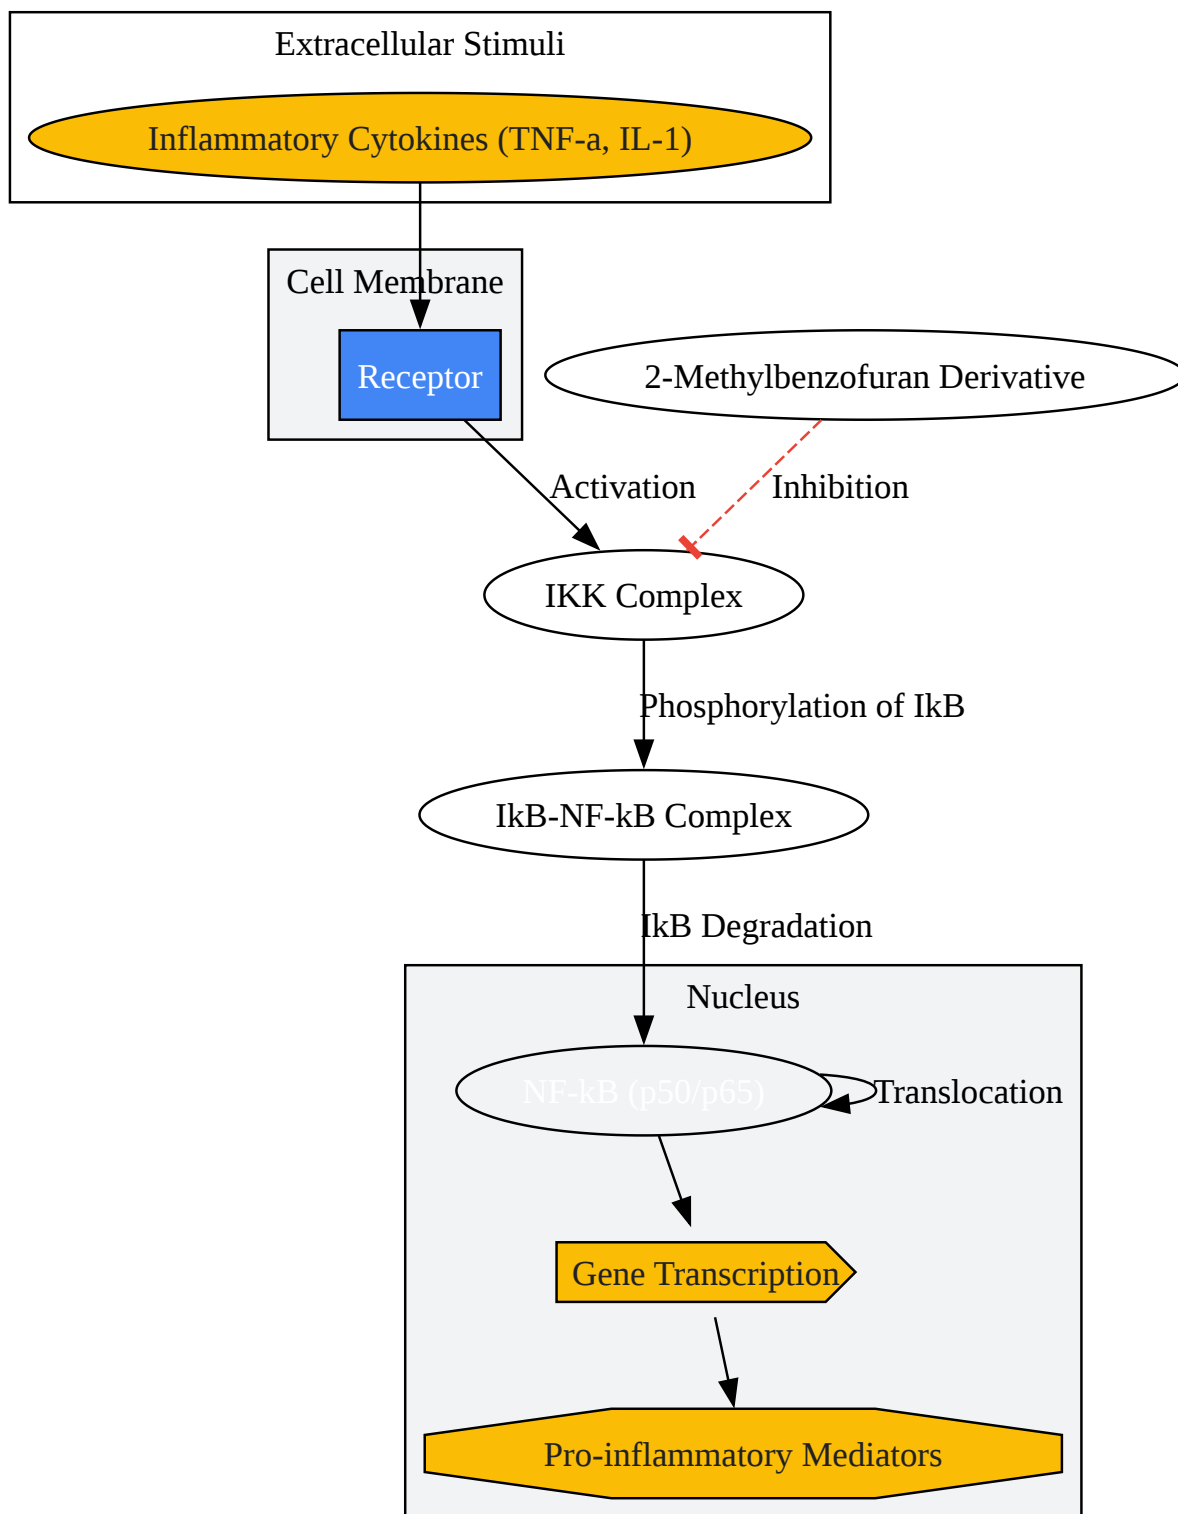 Extracellular Stimuli
Inflammatory Cytokines (TNF-a, IL-1)
Cell Membrane
Receptor
2-Methylbenzofuran Derivative
Activation
Inhibition
IKK Complex
Phosphorylation of IkB
IkB-NF-kB Complex
IkB Degradation
Nucleus
NF-kB (p50/p65)
Translocation
Gene Transcription
Pro-inflammatory Mediators